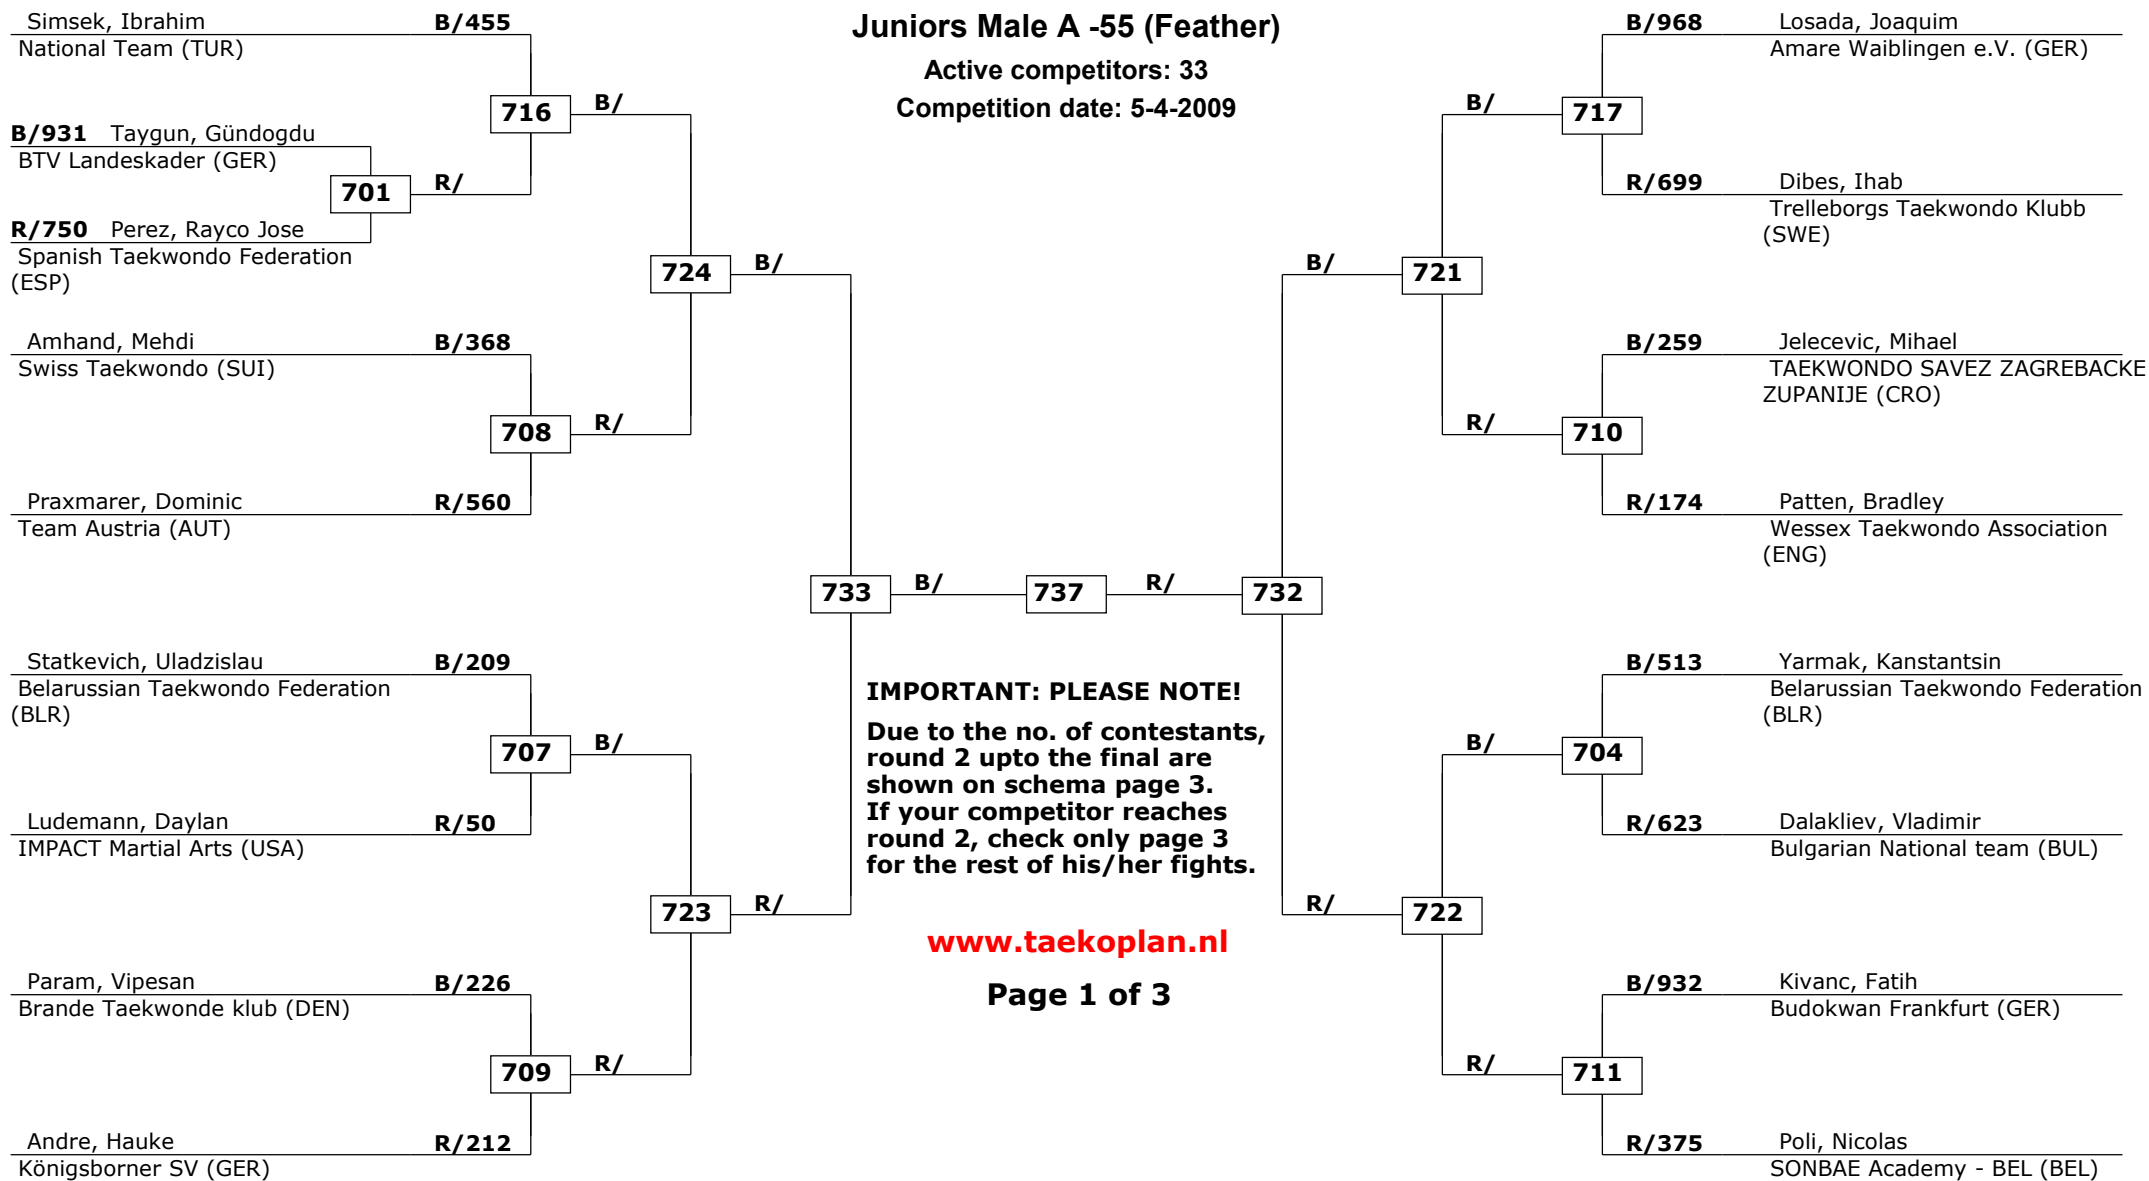 Juniors Male A -55 (Feather)
Active competitors: 33
Competition date: 5-4-2009
Simsek, Ibrahim B/455
National Team (TUR)
716 B/
B/931 Taygun, Gündogdu
BTV Landeskader (GER)
701 R/
R/750 Perez, Rayco Jose
Spanish Taekwondo Federation
(ESP)
724 B/
Amhand, Mehdi B/368
Swiss Taekwondo (SUI)
708 R/
Praxmarer, Dominic R/560
Team Austria (AUT)
733 B/ 737 R/ 732
Statkevich, Uladzislau B/209
Belarussian Taekwondo Federation
(BLR)
707 B/
Ludemann, Daylan R/50
IMPACT Martial Arts (USA)
723 R/
Param, Vipesan B/226
Brande Taekwonde klub (DEN)
709 R/
Andre, Hauke R/212
Königsborner SV (GER)
B/968 Losada, Joaquim
Amare Waiblingen e.V. (GER)
B/ 717
R/699 Dibes, Ihab
Trelleborgs Taekwondo Klubb
(SWE)
B/ 721
B/259 Jelecevic, Mihael
TAEKWONDO SAVEZ ZAGREBACKE
ZUPANIJE (CRO)
R/ 710
R/174 Patten, Bradley
Wessex Taekwondo Association
(ENG)
B/513 Yarmak, Kanstantsin
Belarussian Taekwondo Federation
(BLR)
B/ 704
R/623 Dalakliev, Vladimir
Bulgarian National team (BUL)
R/ 722
B/932 Kivanc, Fatih
Budokwan Frankfurt (GER)
R/ 711
R/375 Poli, Nicolas
SONBAE Academy - BEL (BEL)
IMPORTANT: PLEASE NOTE!
Due to the no. of contestants,
round 2 upto the final are
shown on schema page 3.
If your competitor reaches
round 2, check only page 3
for the rest of his/her fights.
www.taekoplan.nl
Page 1 of 3